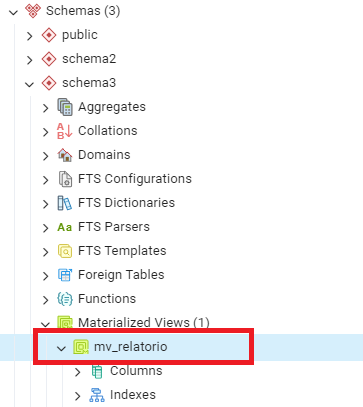 Schemas (3)
public
schema2
schema3
Aggregates
A
B
Collations
Domains
FTS Configurations
FTS Dictionaries
Aa FTS Parsers
FTS Templates
Foreign Tables
Functions
Materialized Views (1)
mv_relatorio
Columns
Indexes